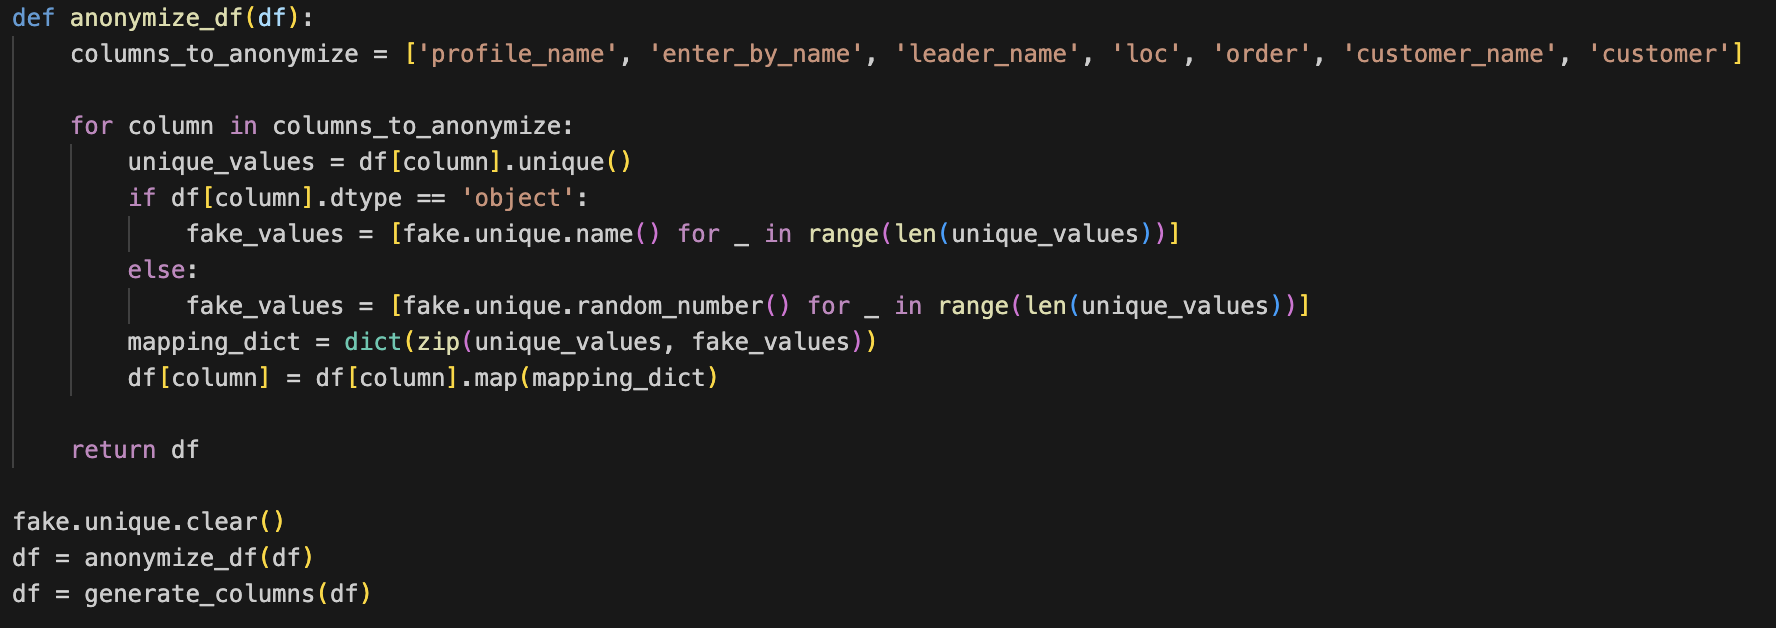 def anonymize_df(df):
    columns_to_anonymize = ['profile_name', 'enter_by_name', 'leader_name', 'loc', 'order', 'customer_name', 'customer']

    for column in columns_to_anonymize:
        unique_values = df[column].unique()
        if df[column].dtype == 'object':
            fake_values = [fake.unique.name() for _ in range(len(unique_values))]
        else:
            fake_values = [fake.unique.random_number() for _ in range(len(unique_values))]
        mapping_dict = dict(zip(unique_values, fake_values))
        df[column] = df[column].map(mapping_dict)

    return df

fake.unique.clear()
df = anonymize_df(df)
df = generate_columns(df)